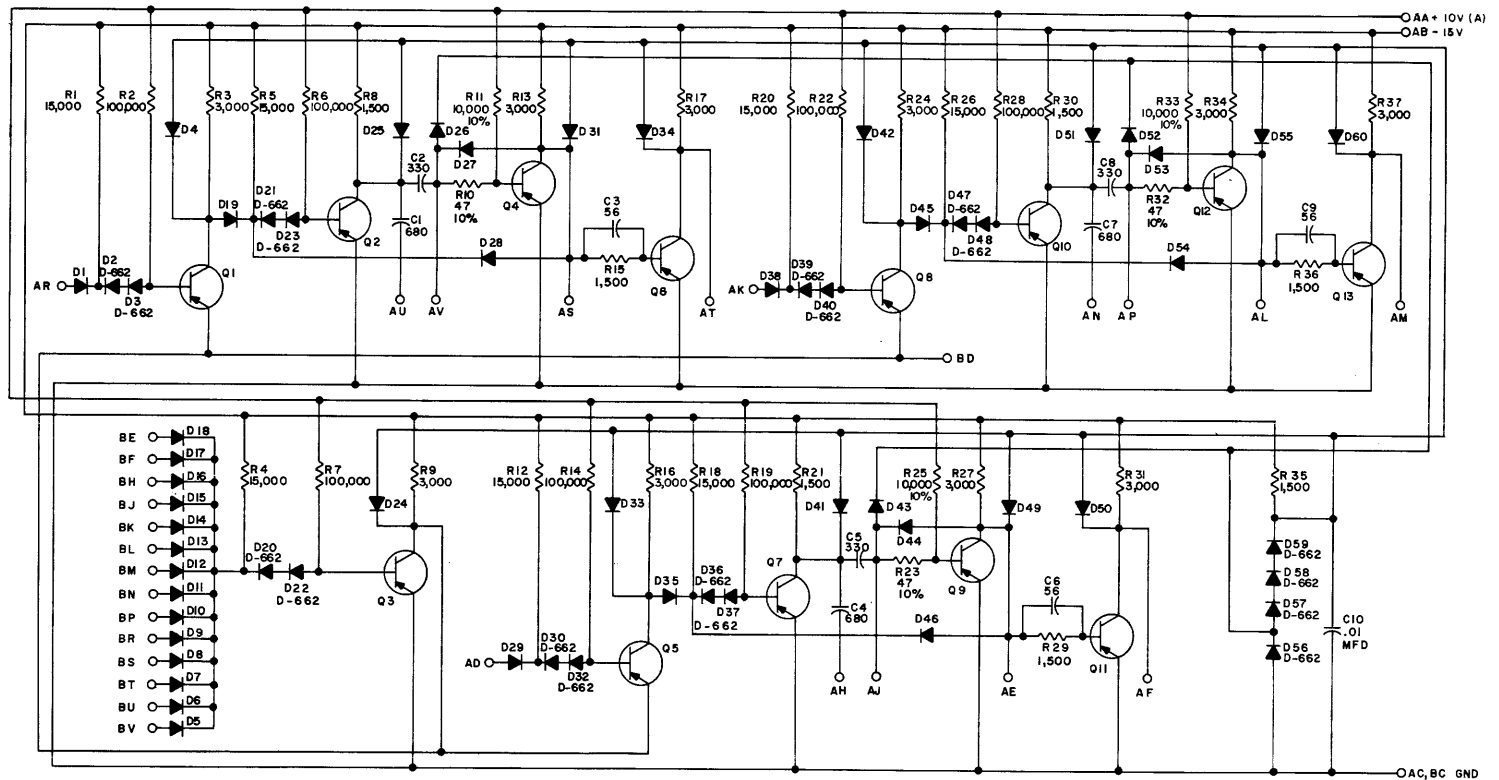 AA + 10V (A)
AB - 15V
R1
15,000
R2
100,000
R3
3,000
R5
15,000
R6
100,000
R8
1,500
R11
10,000
10%
R13
3,000
R17
3,000
R20
15,000
R22
100,000
R24
3,000
R26
15,000
R28
100,000
R30
1,500
R33
10,000
10%
R34
3,000
R37
3,000
D4
D25
D26
D27
D31
D34
D42
D51
D52
D53
D55
D60
C2
330
R10
47
10%
Q4
C8
330
R32
47
10%
Q12
D19
D21
D-662
D23
D-662
Q2
C1
680
C3
56
D28
R15
1,500
Q6
D45
D47
D-662
D48
D-662
Q10
C7
680
C9
56
D54
R36
1,500
Q13
AR
D1
D2
D-662
D3
D-662
Q1
AU
AV
AS
AT
AK
D38
D39
D-662
D40
D-662
Q8
AN
AP
AL
AM
BD
BE
D18
BF
D17
BH
D16
BJ
D15
BK
D14
BL
D13
BM
D12
BN
D11
BP
D10
BR
D9
BS
D8
BT
D7
BU
D6
BV
D5
R4
15,000
R7
100,000
R9
3,000
D24
D20
D-662
D22
D-662
Q3
R12
15,000
R14
100,000
R16
3,000
R18
15,000
R19
100,000
R21
1,500
R25
10,000
10%
R27
3,000
R31
3,000
R35
1,500
D33
D41
D43
D44
D49
D50
C5
330
R23
47
10%
Q9
Q7
D35
D36
D-662
D37
D-662
C4
680
C6
56
D46
R29
1,500
Q11
AD
D29
D30
D-662
D32
D-662
Q5
AH
AJ
AE
AF
D59
D-662
D58
D-662
D57
D-662
D56
D-662
C10
.01
MFD
AC, BC GND